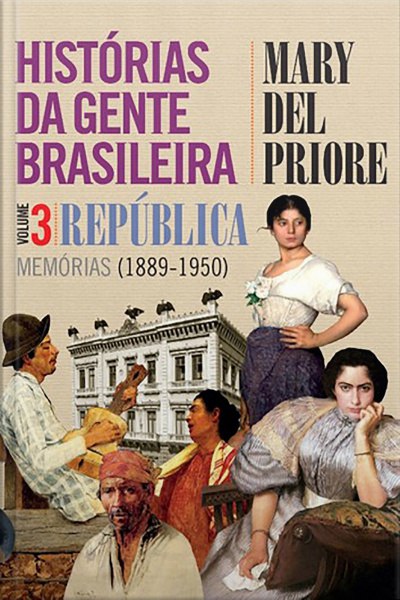 HISTÓRIAS
DA GENTE
BRASILEIRA
MARY
DEL
PRIORE
VOLUME
3 REPÚBLICA
MEMÓRIAS (1889-1950)